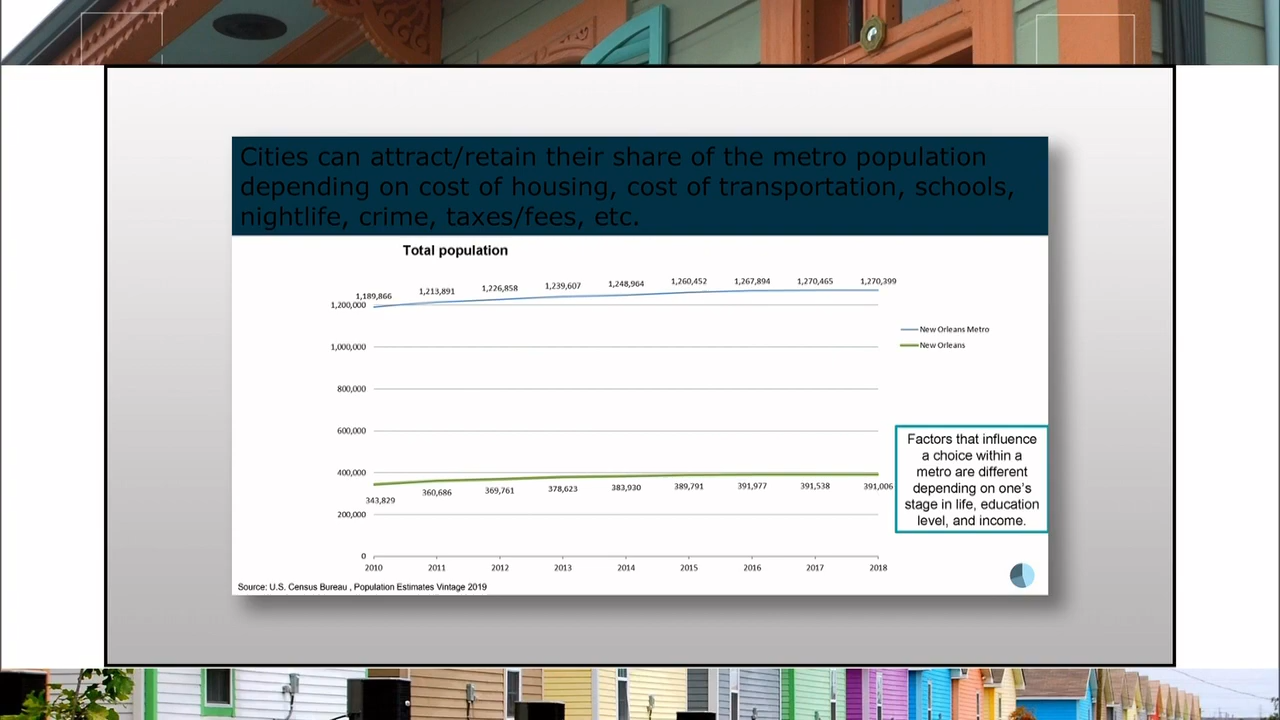 Cities can attract/retain their share of the metro population
depending on cost of housing, cost of transportation, schools,
nightlife, crime, taxes/fees, etc.
Total population
1,189,866 1,213,891 1,226,858 1,239,607 1,248,964 1,260,452 1,267,894 1,270,465 1,270,399
1,200,000
New Orleans Metro
New Orleans
1,000,000
800,000
600,000
400,000
343,829 360,686 369,761 378,623 383,930 389,791 391,977 391,538 391,006
200,000
0
2010 2011 2012 2013 2014 2015 2016 2017 2018
Factors that influence
a choice within a
metro are different
depending on one's
stage in life, education
level, and income.
Source: U.S. Census Bureau , Population Estimates Vintage 2019